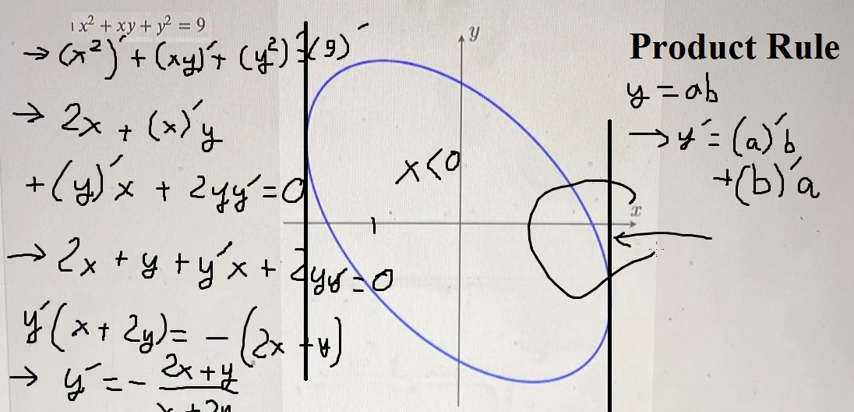 x² + xy + y² = 9
→ (x²)′ + (xy)′ + (y²)′ = (9)′
→ 2x + (x)′y
+ (y)′x + 2yy′ = 0
→ 2x + y + y′x + 2yy′ = 0
y′(x + 2y) = -(2x + y)
→ y′ = - 2x + y
x + 2y
y
x < 0
x
Product Rule
y = ab
→ y′ = (a)′b
+ (b)′a